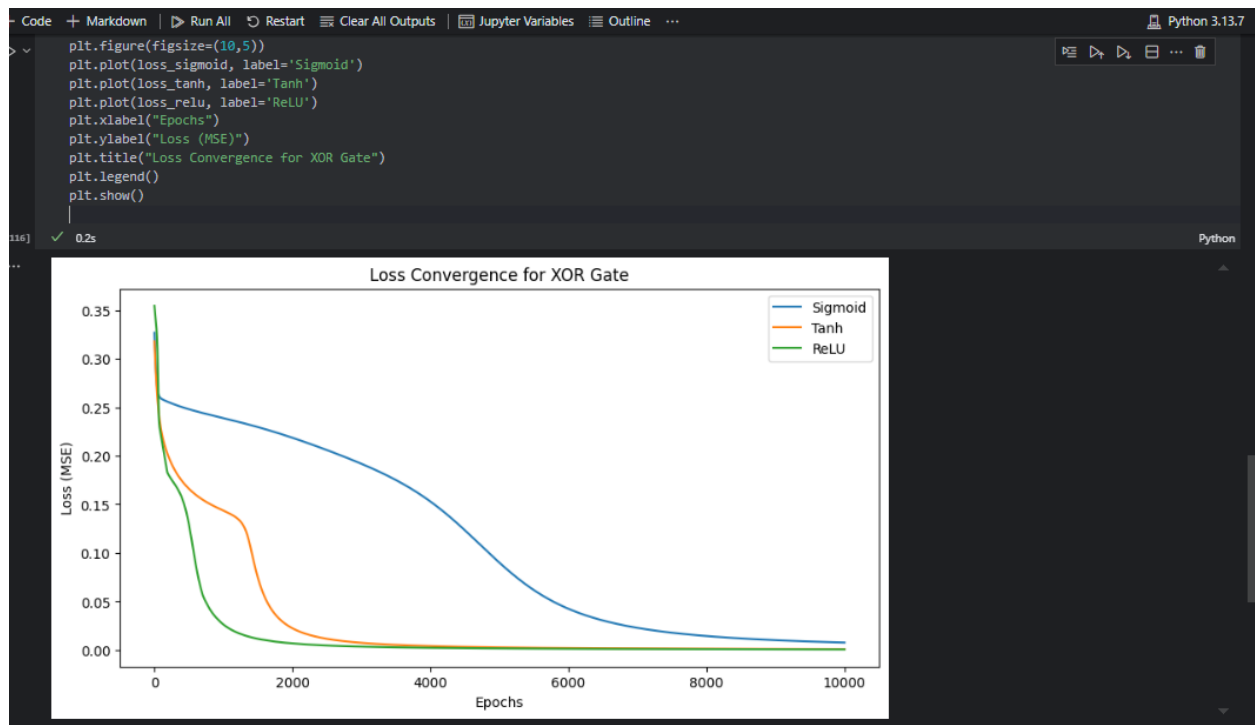 Code + Markdown | Run All Restart Clear All Outputs | Jupyter Variables Outline ... Python 3.13.7
plt.figure(figsize=(10,5))
plt.plot(loss_sigmoid, label='Sigmoid')
plt.plot(loss_tanh, label='Tanh')
plt.plot(loss_relu, label='ReLU')
plt.xlabel("Epochs")
plt.ylabel("Loss (MSE)")
plt.title("Loss Convergence for XOR Gate")
plt.legend()
plt.show()
116] 0.2s Python
Loss Convergence for XOR Gate
Sigmoid
Tanh
ReLU
Loss (MSE)
0.35
0.30
0.25
0.20
0.15
0.10
0.05
0.00
0 2000 4000 6000 8000 10000
Epochs